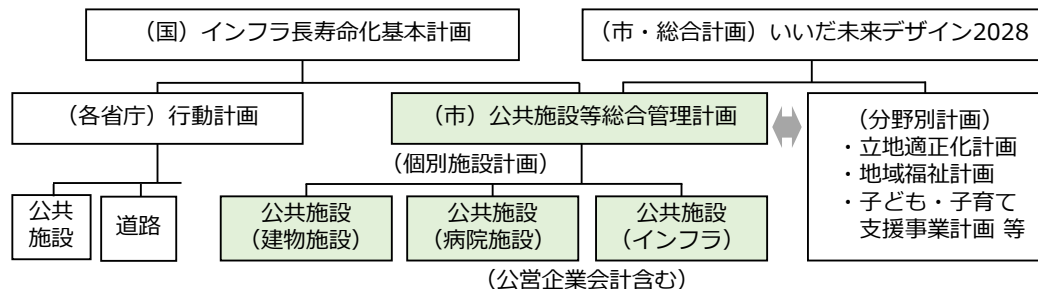 （国）インフラ長寿命化基本計画
（市・総合計画）いいだ未来デザイン2028
（各省庁）行動計画
（市）公共施設等総合管理計画
（分野別計画）
・立地適正化計画
・地域福祉計画
・子ども・子育て
支援事業計画 等
（個別施設計画）
公共
施設
道路
公共施設
（建物施設）
公共施設
（病院施設）
公共施設
（インフラ）
（公営企業会計含む）